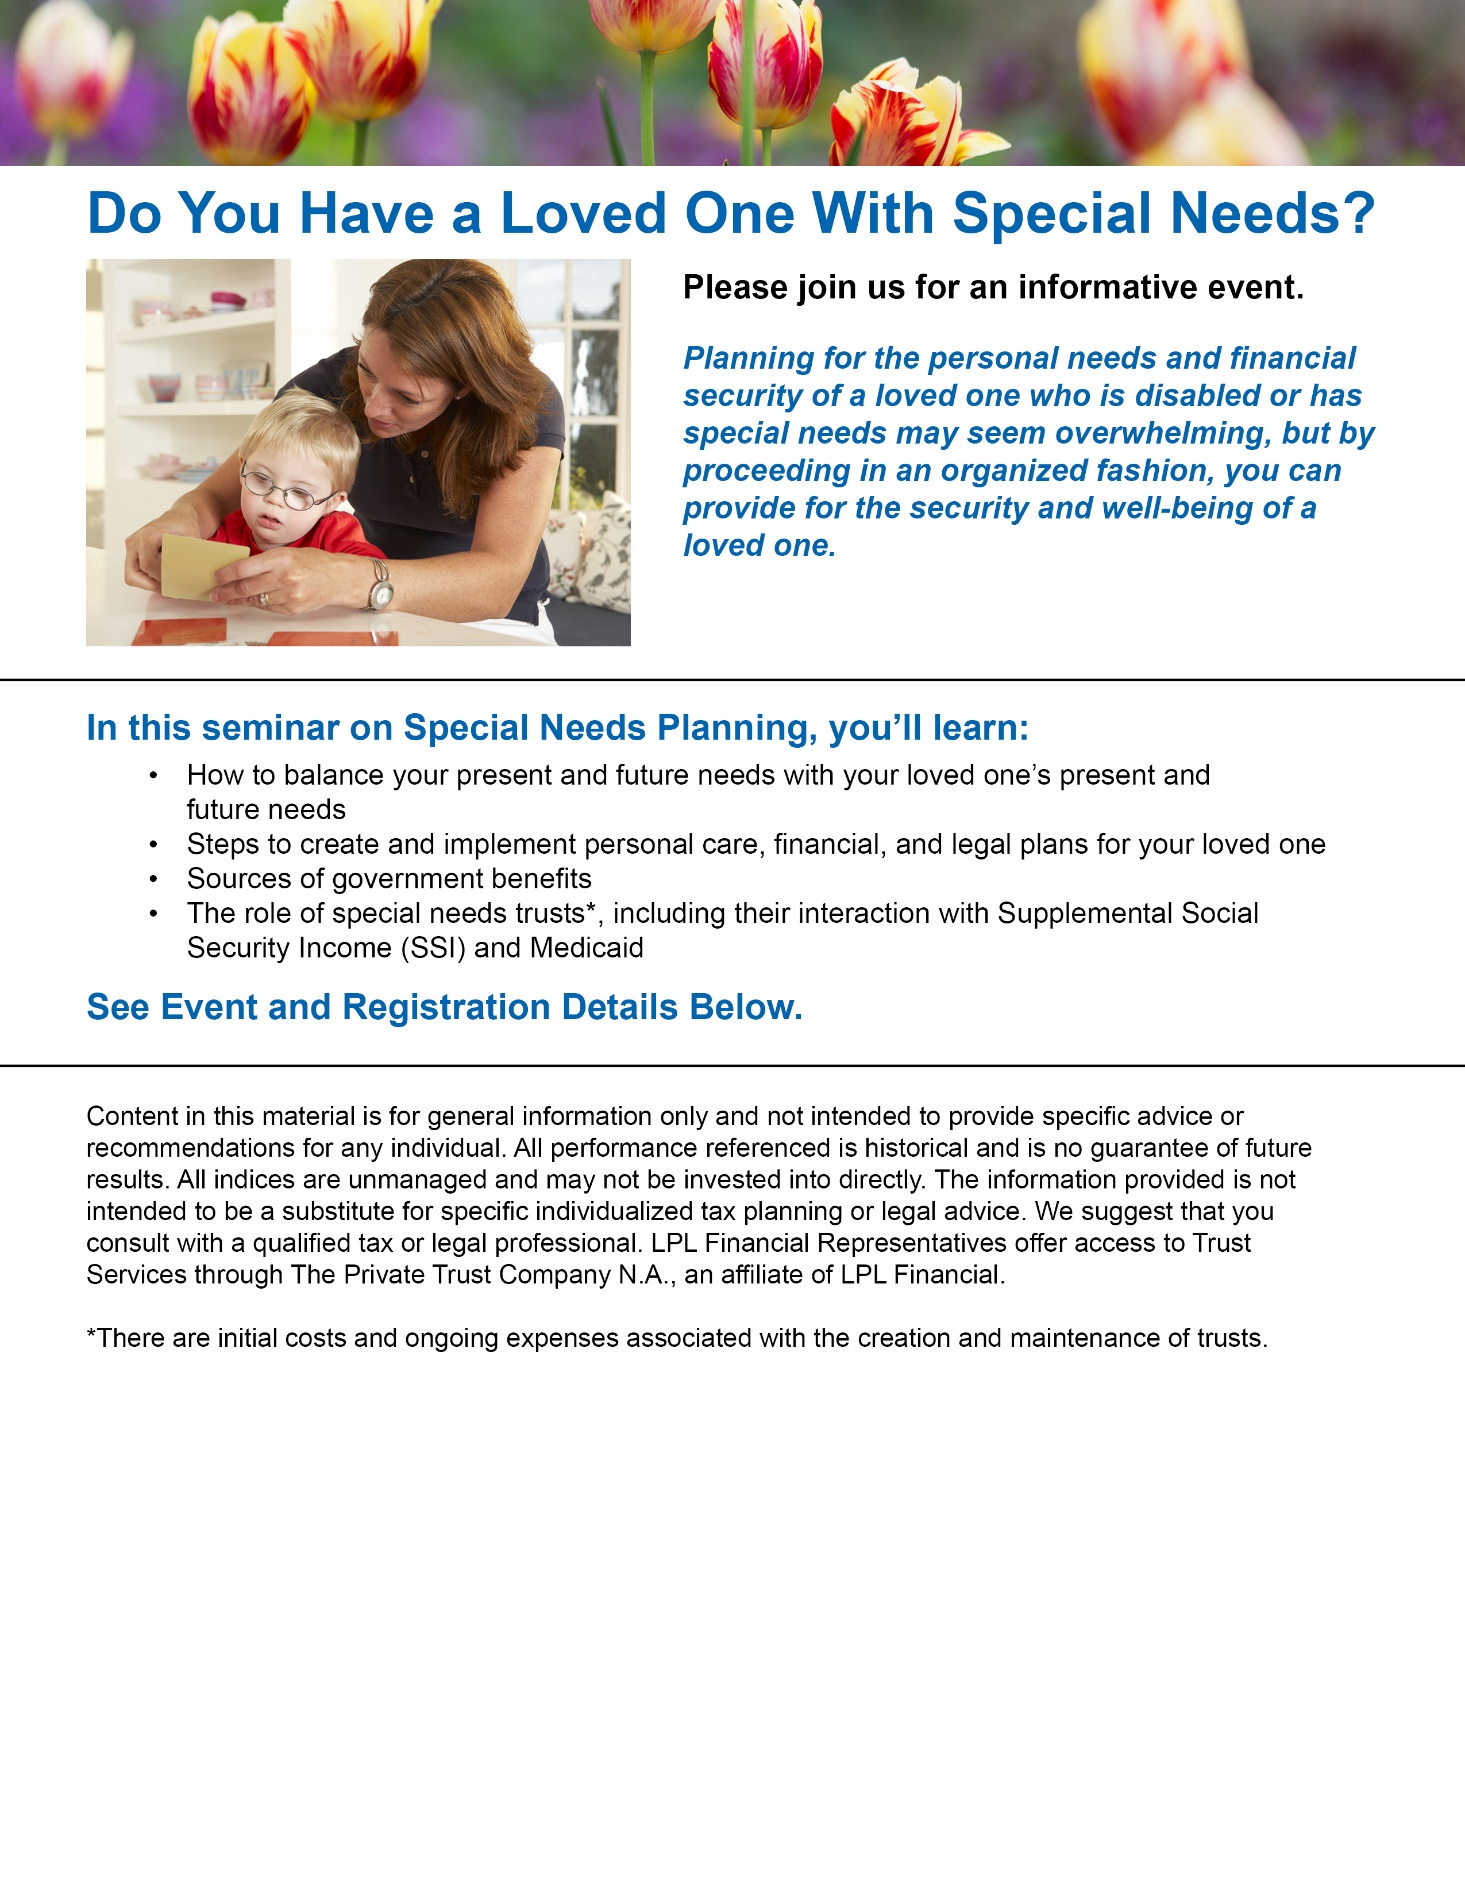 Do You Have a Loved One With Special Needs?
Please join us for an informative event.
Planning for the personal needs and financial
security of a loved one who is disabled or has
special needs may seem overwhelming, but by
proceeding in an organized fashion, you can
provide for the security and well-being of a
loved one.
In this seminar on Special Needs Planning, you’ll learn:
• How to balance your present and future needs with your loved one’s present and
future needs
• Steps to create and implement personal care, financial, and legal plans for your loved one
• Sources of government benefits
• The role of special needs trusts*, including their interaction with Supplemental Social
Security Income (SSI) and Medicaid
See Event and Registration Details Below.
Content in this material is for general information only and not intended to provide specific advice or
recommendations for any individual. All performance referenced is historical and is no guarantee of future
results. All indices are unmanaged and may not be invested into directly. The information provided is not
intended to be a substitute for specific individualized tax planning or legal advice. We suggest that you
consult with a qualified tax or legal professional. LPL Financial Representatives offer access to Trust
Services through The Private Trust Company N.A., an affiliate of LPL Financial.
*There are initial costs and ongoing expenses associated with the creation and maintenance of trusts.